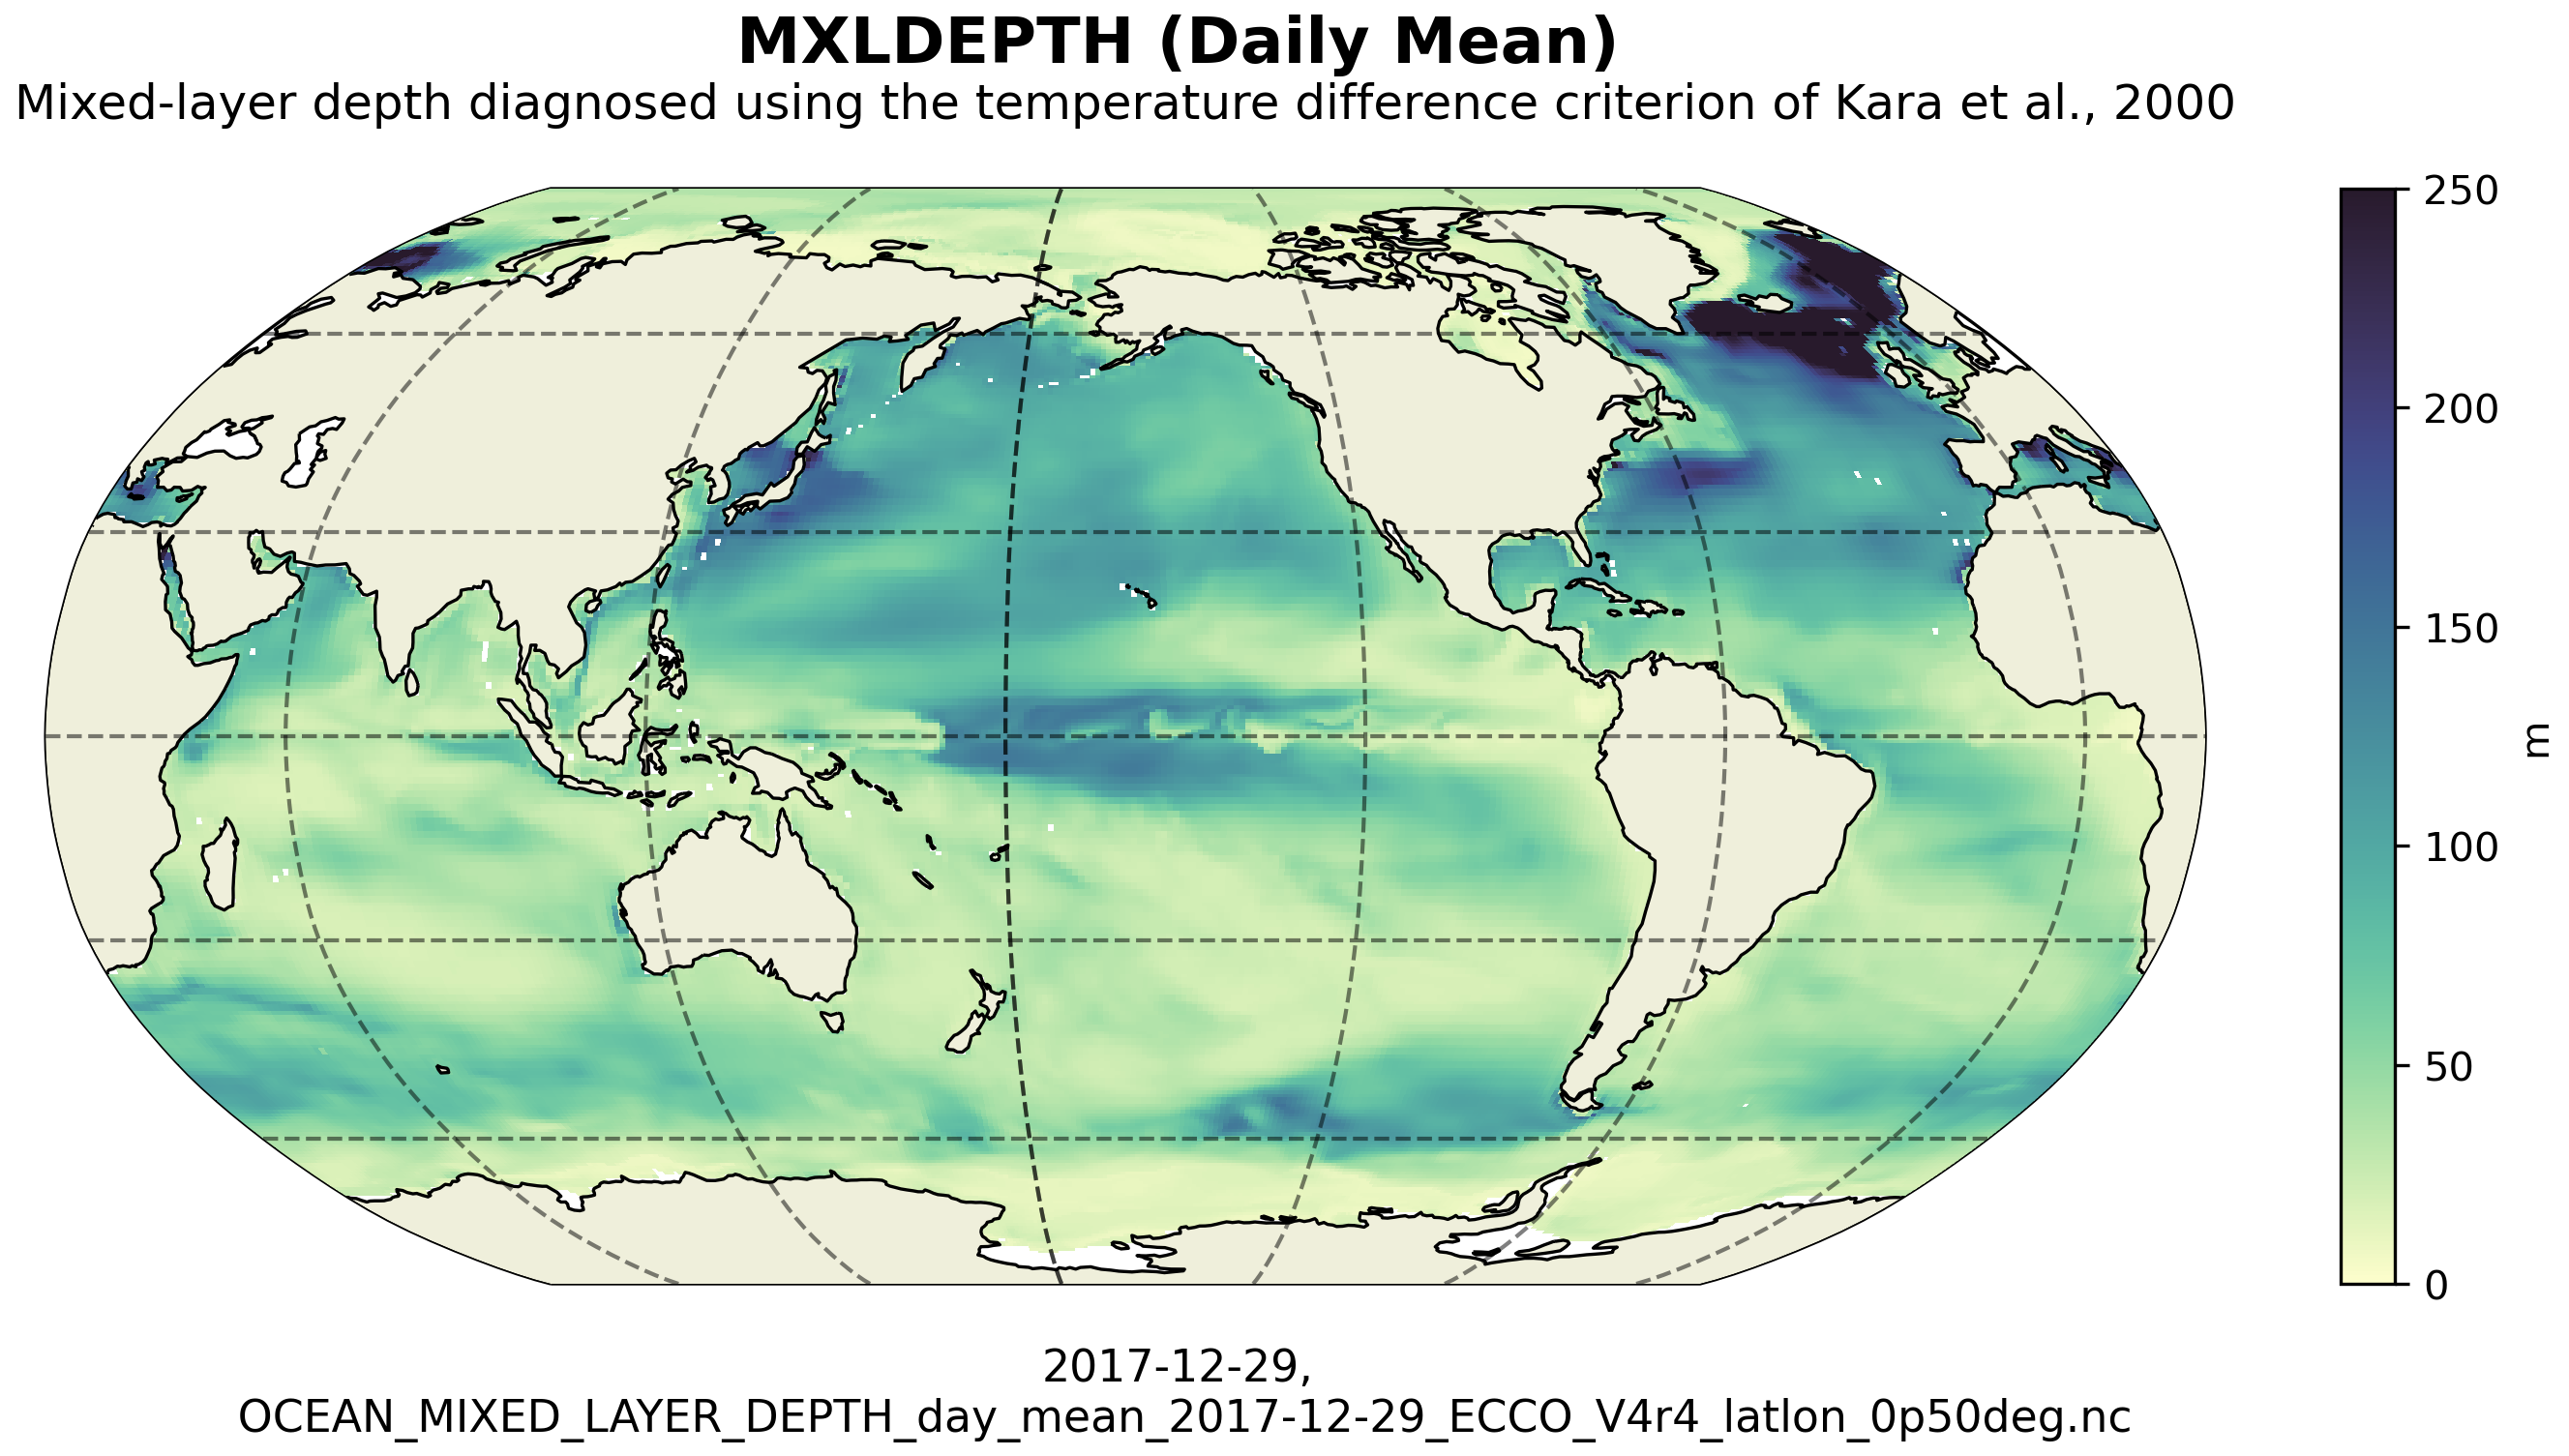 MXLDEPTH (Daily Mean)
Mixed-layer depth diagnosed using the temperature difference criterion of Kara et al., 2000
250
200
150
100
50
0
m
2017-12-29,
OCEAN_MIXED_LAYER_DEPTH_day_mean_2017-12-29_ECCO_V4r4_latlon_0p50deg.nc